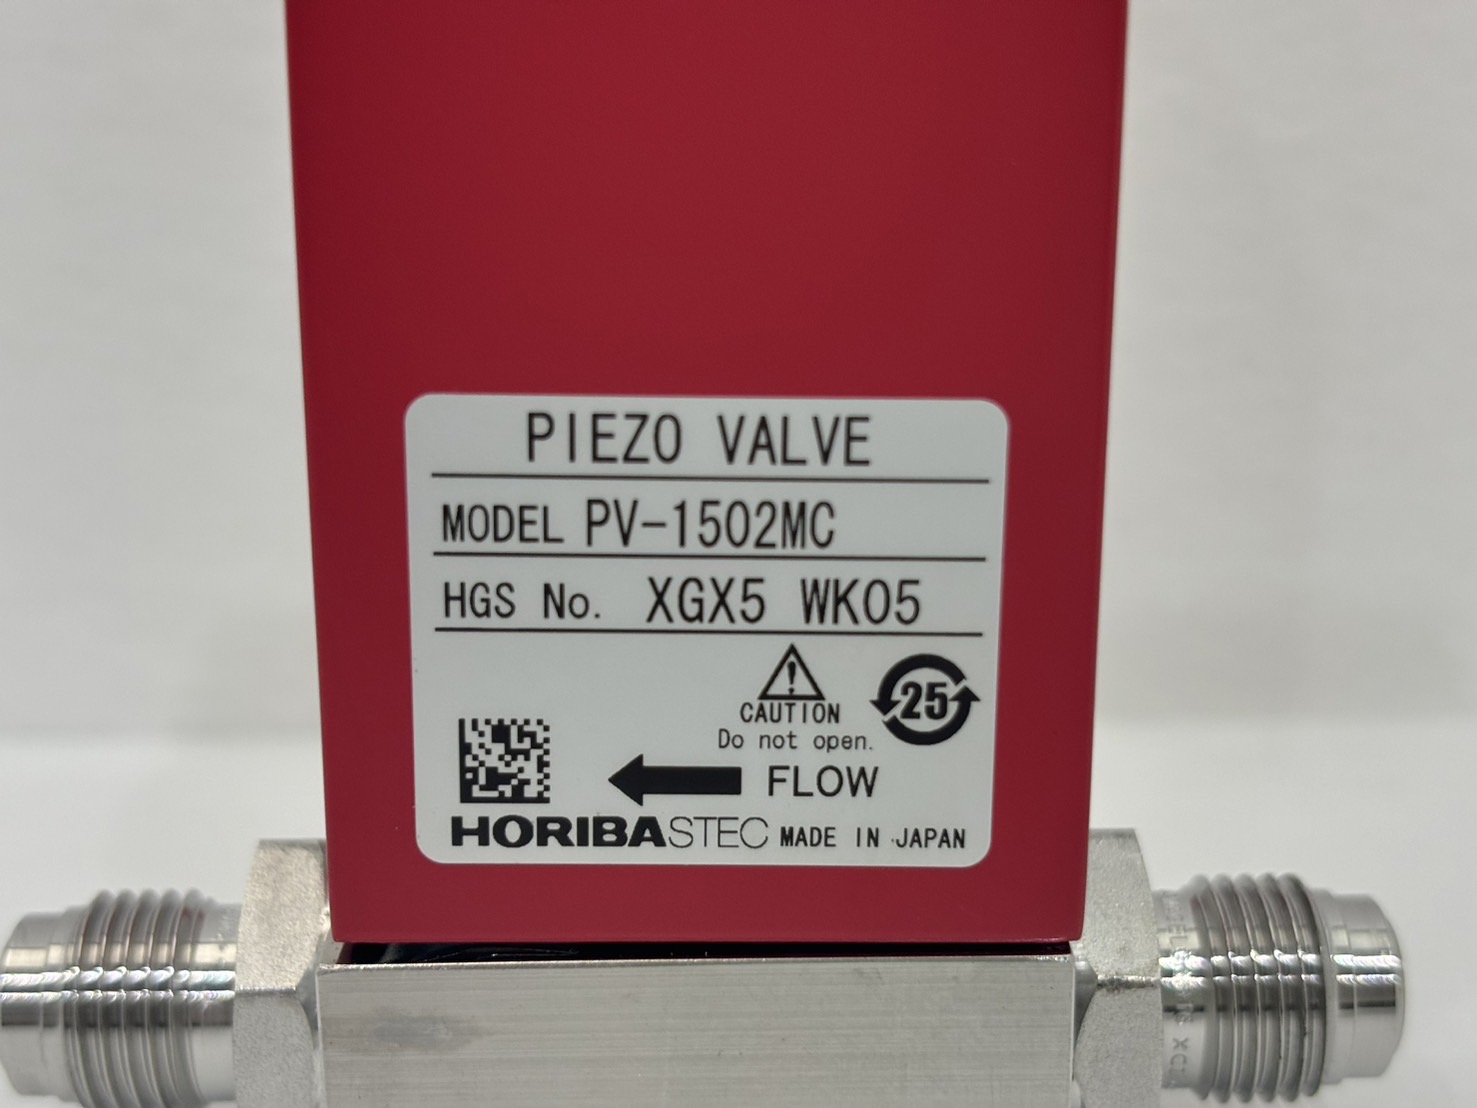 PIEZO VALVE
MODEL PV-1502MC
HGS No. XGX5 WK05
CAUTION
Do not open.
25
FLOW
HORIBASTEC MADE IN JAPAN